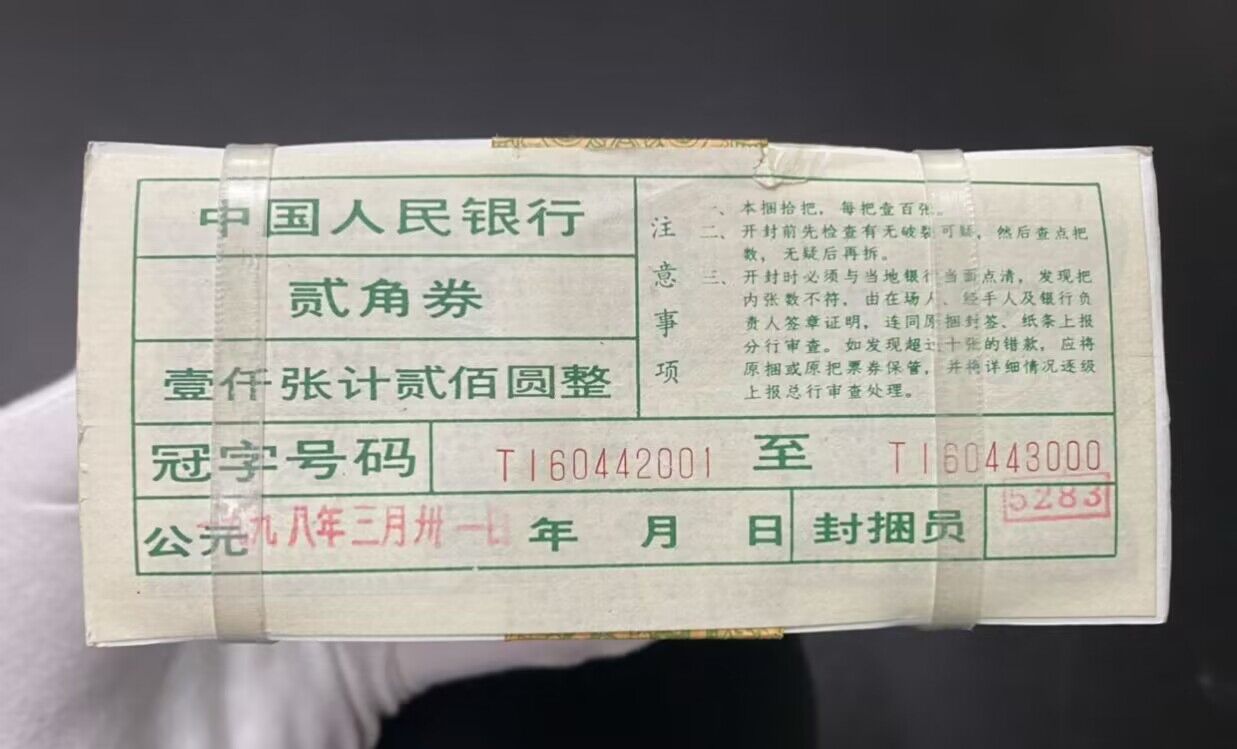 中国人民银行
贰角券
壹仟张计贰佰圆整
注意事项
一、本捆拾把，每把壹百张。
二、开封前先检查有无破裂可疑，然后查点把
数，无疑后再拆。
三、开封时必须与当地银行当面点清，发现把
内张数不符，由在场人、经手人及银行负
责人签章证明，连同原捆封签、纸条上报
分行审查。如发现超过十张的错款，应将
原捆或原把票券保管，并将详细情况逐级
上报总行审查处理。
冠字号码 TI60442001 至 TI60443000
公元 一九九八年三月卅一日 年 月 日 封捆员 5283